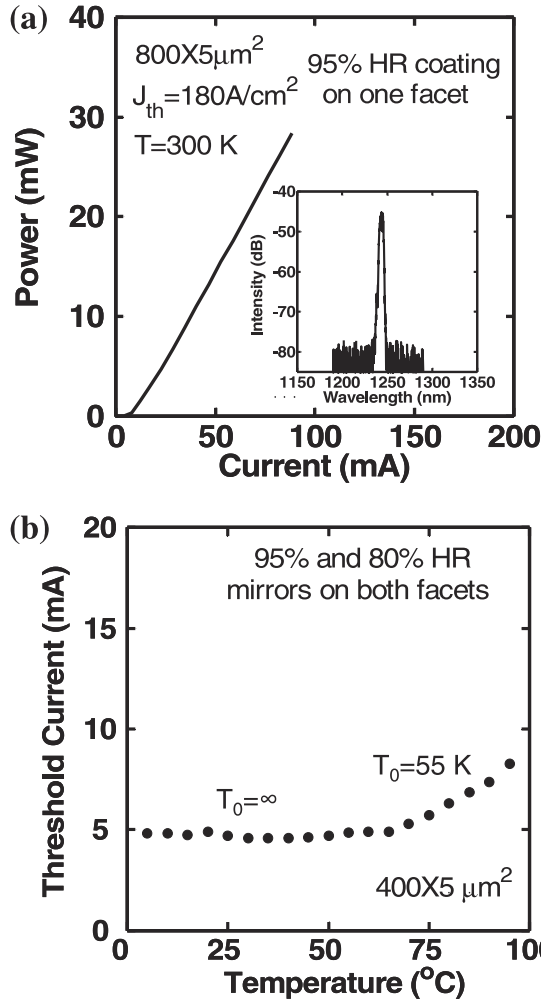 (a)
40
30
20
10
0
Power (mW)
800X5μm²
J_th=180A/cm²
T=300 K
95% HR coating
on one facet
-40
-50
-60
-70
-80
Intensity (dB)
1150 1200 1250 1300 1350
Wavelength (nm)
0 50 100 150 200
Current (mA)
(b)
20
15
10
5
0
Threshold Current (mA)
95% and 80% HR
mirrors on both facets
T₀=55 K
T₀=∞
400X5 μm²
0 25 50 75 100
Temperature (°C)